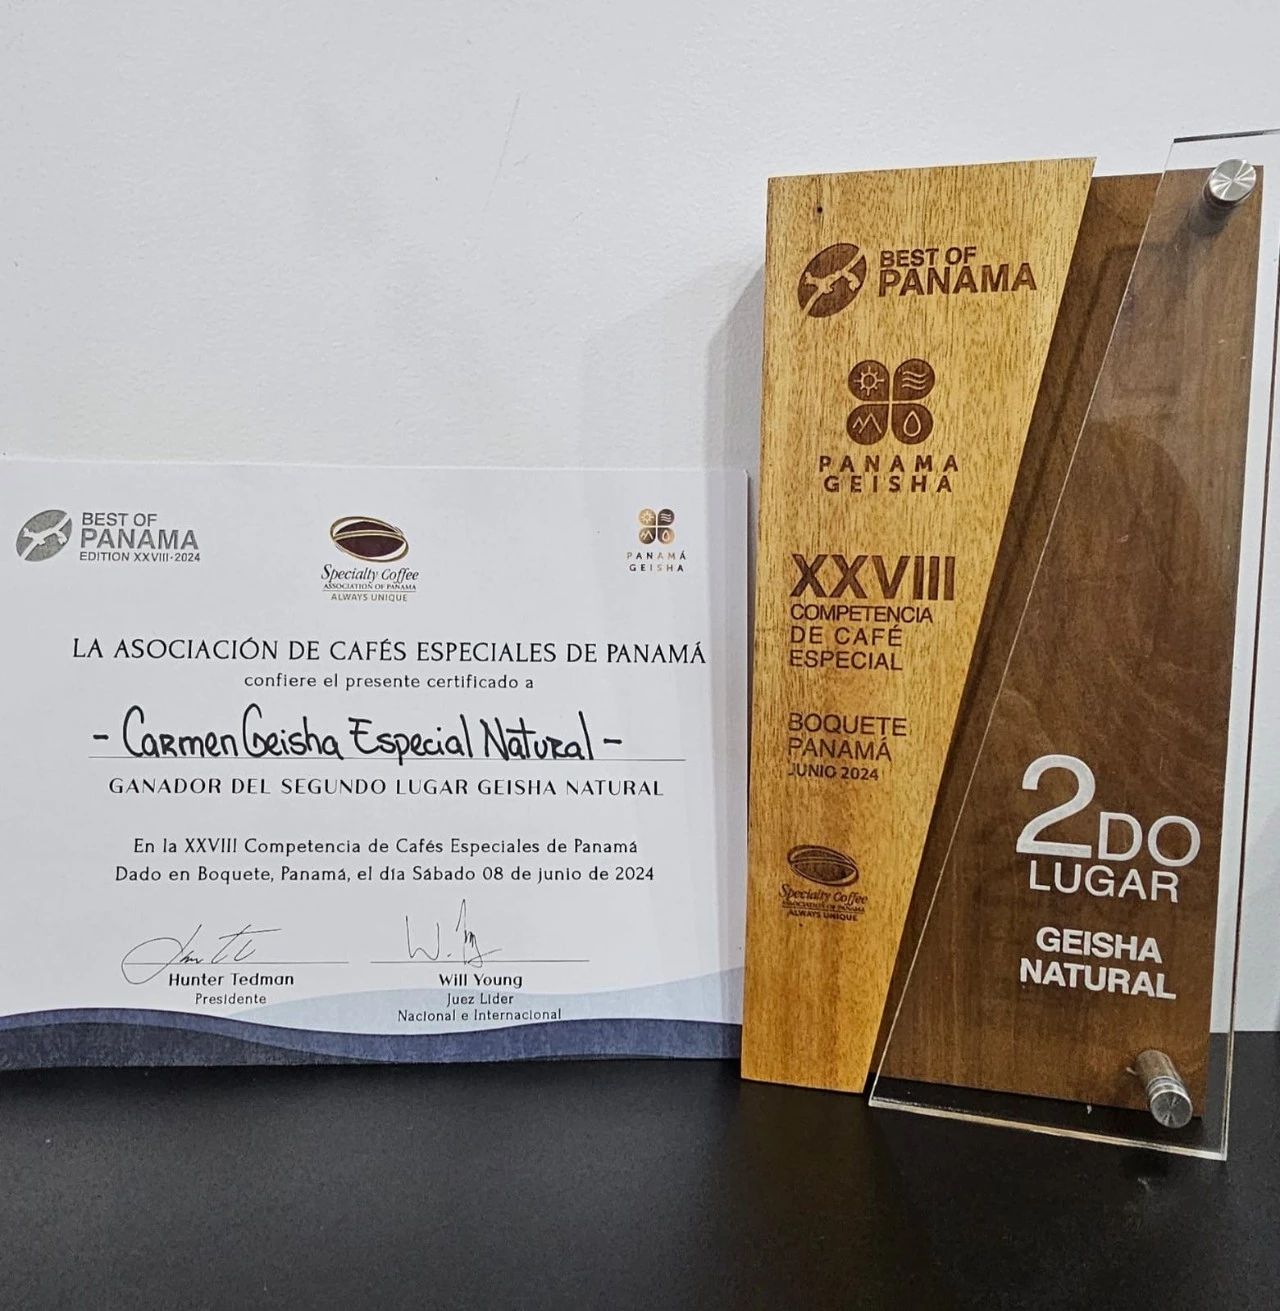 BEST OF
PANAMA
EDITION XXVIII·2024
Specialty Coffee
ASSOCIATION OF PANAMA
ALWAYS UNIQUE
PANAMÁ
GEISHA
LA ASOCIACIÓN DE CAFÉS ESPECIALES DE PANAMÁ
confiere el presente certificado a
- Carmen Geisha Especial Natural -
GANADOR DEL SEGUNDO LUGAR GEISHA NATURAL
En la XXVIII Competencia de Cafés Especiales de Panamá
Dado en Boquete, Panamá, el día Sábado 08 de junio de 2024
Hunter Tedman
Presidente
Will Young
Juez Lider
Nacional e Internacional
BEST OF
PANAMA
PANAMA
GEISHA
XXVIII
COMPETENCIA
DE CAFÉ
ESPECIAL
BOQUETE
PANAMÁ
JUNIO 2024
Specialty Coffee
ASSOCIATION OF PANAMA
ALWAYS UNIQUE
2DO
LUGAR
GEISHA
NATURAL